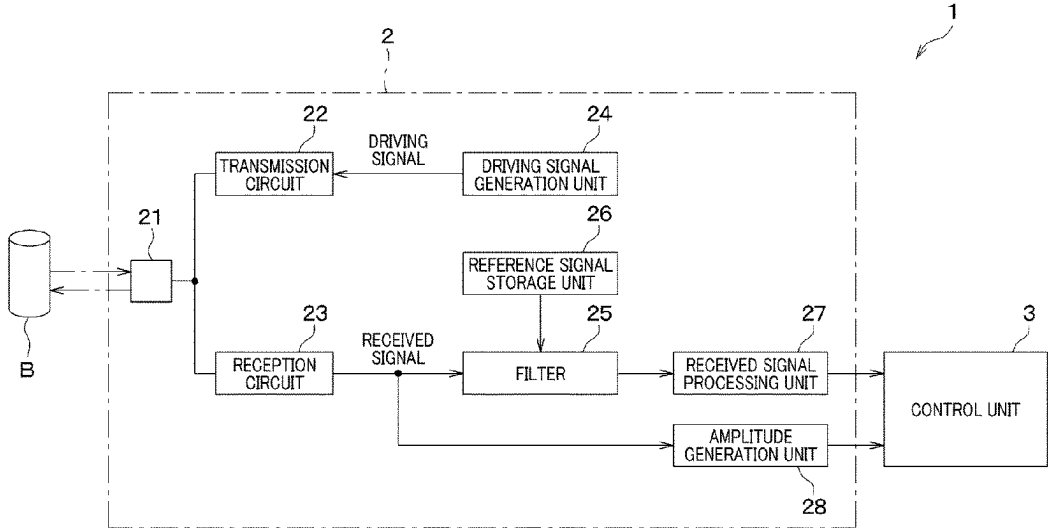 1
2
22
TRANSMISSION
CIRCUIT
DRIVING
SIGNAL
24
DRIVING SIGNAL
GENERATION UNIT
21
26
REFERENCE SIGNAL
STORAGE UNIT
B
23
RECEPTION
CIRCUIT
RECEIVED
SIGNAL
25
FILTER
27
RECEIVED SIGNAL
PROCESSING UNIT
3
CONTROL UNIT
AMPLITUDE
GENERATION UNIT
28